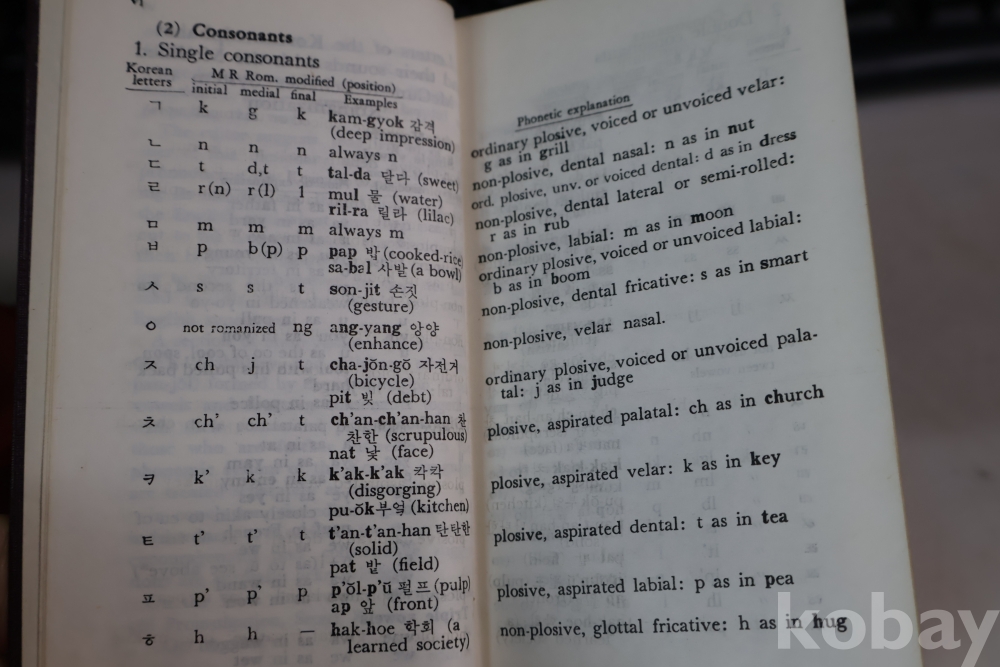 (2) Consonants
1. Single consonants
Korean letters
M R Rom. modified (position)
initial medial final Examples
ㄱ k g k kam-gyok 감격
(deep impression)
ㄴ n n n always n
ㄷ t d,t t tal-da 달다 (sweet)
ㄹ r(n) r(l) l mul 물 (water)
ril-ra 릴라 (lilac)
ㅁ m m m always m
ㅂ p b(p) p pap 밥 (cooked-rice)
sa-bal 사발 (a bowl)
ㅅ s s t son-jit 손짓
(gesture)
ㅇ not romanized ng ang-yang 앙양
(enhance)
ㅈ ch j t cha-jŏn-gŏ 자전거
(bicycle)
pit 빚 (debt)
ㅊ ch' ch' t ch'an-ch'an-han 찬
찬한 (scrupulous)
nat 낯 (face)
ㅋ k' k' k k'ak-k'ak 칵칵
(disgorging)
pu-ŏk 부엌 (kitchen)
ㅌ t' t' t t'an-t'an-han 탄탄한
(solid)
pat 밭 (field)
ㅍ p' p' p p'ŏl-p'ŭ 펄프 (pulp)
ap 앞 (front)
ㅎ h h — hak-hoe 학회 (a
learned society)
Phonetic explanation
ordinary plosive, voiced or unvoiced velar:
g as in grill
non-plosive, dental nasal: n as in nut
ord. plosive, unv. or voiced dental: d as in dress
non-plosive, dental lateral or semi-rolled:
r as in rub
non-plosive, labial: m as in moon
ordinary plosive, voiced or unvoiced labial:
b as in boom
non-plosive, dental fricative: s as in smart
non-plosive, velar nasal.
ordinary plosive, voiced or unvoiced pala-
tal: j as in judge
plosive, aspirated palatal: ch as in church
plosive, aspirated velar: k as in key
plosive, aspirated dental: t as in tea
plosive, aspirated labial: p as in pea
non-plosive, glottal fricative: h as in hug
kobay